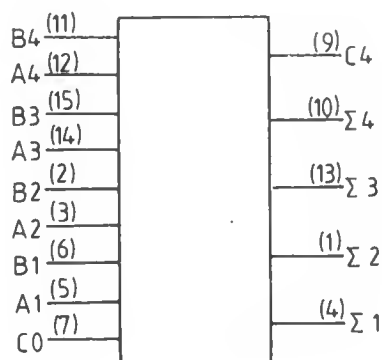 B4 (11)
A4 (12)
B3 (15)
A3 (14)
B2 (2)
A2 (3)
B1 (6)
A1 (5)
C0 (7)
(9) C4
(10) Σ4
(13) Σ 3
(1) Σ 2
(4) Σ 1